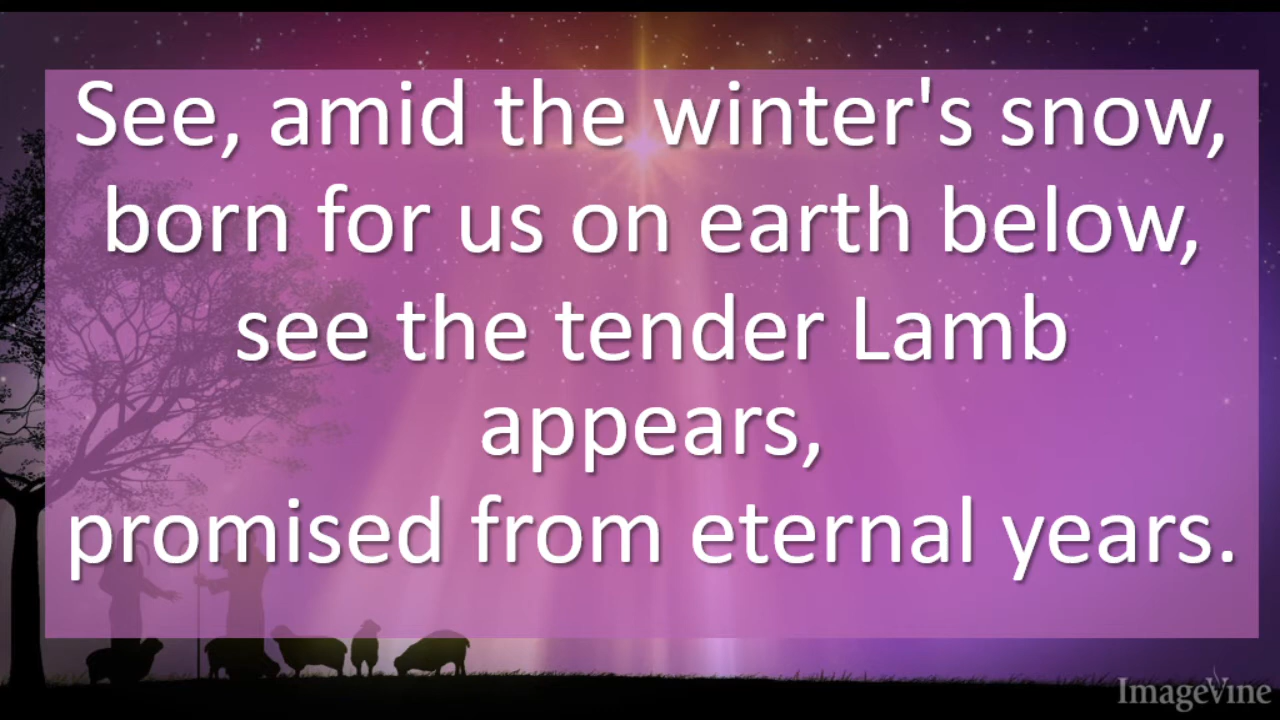 See, amid the winter's snow,
born for us on earth below,
see the tender Lamb
appears,
promised from eternal years.
ImageVine